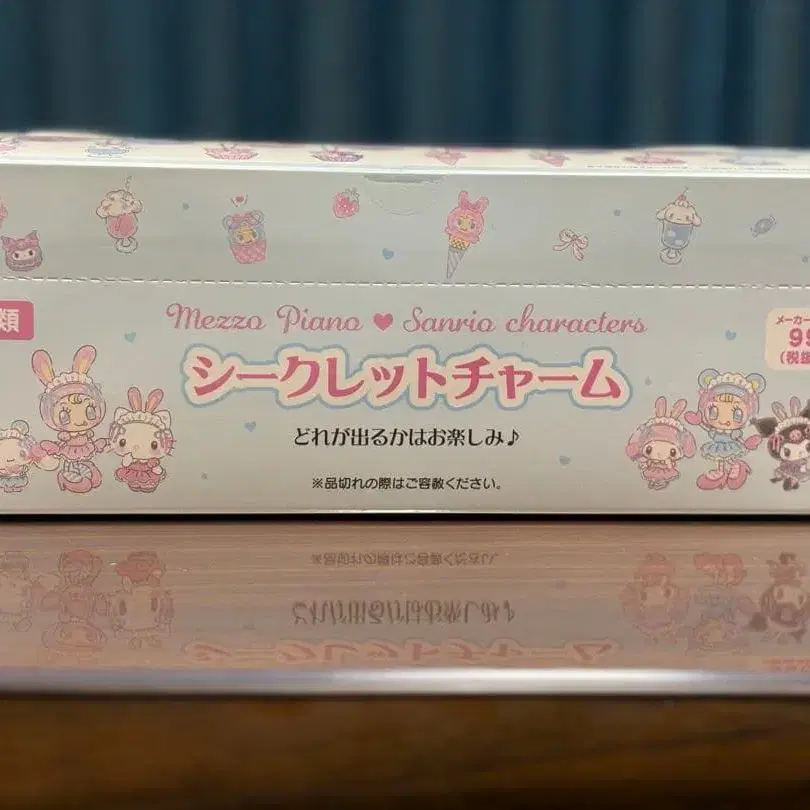 類
Mezzo Piano ♥ Sanrio characters
シークレットチャーム
どれが出るかはお楽しみ♪
※品切れの際はご容赦ください。
メーカー
99
(税抜